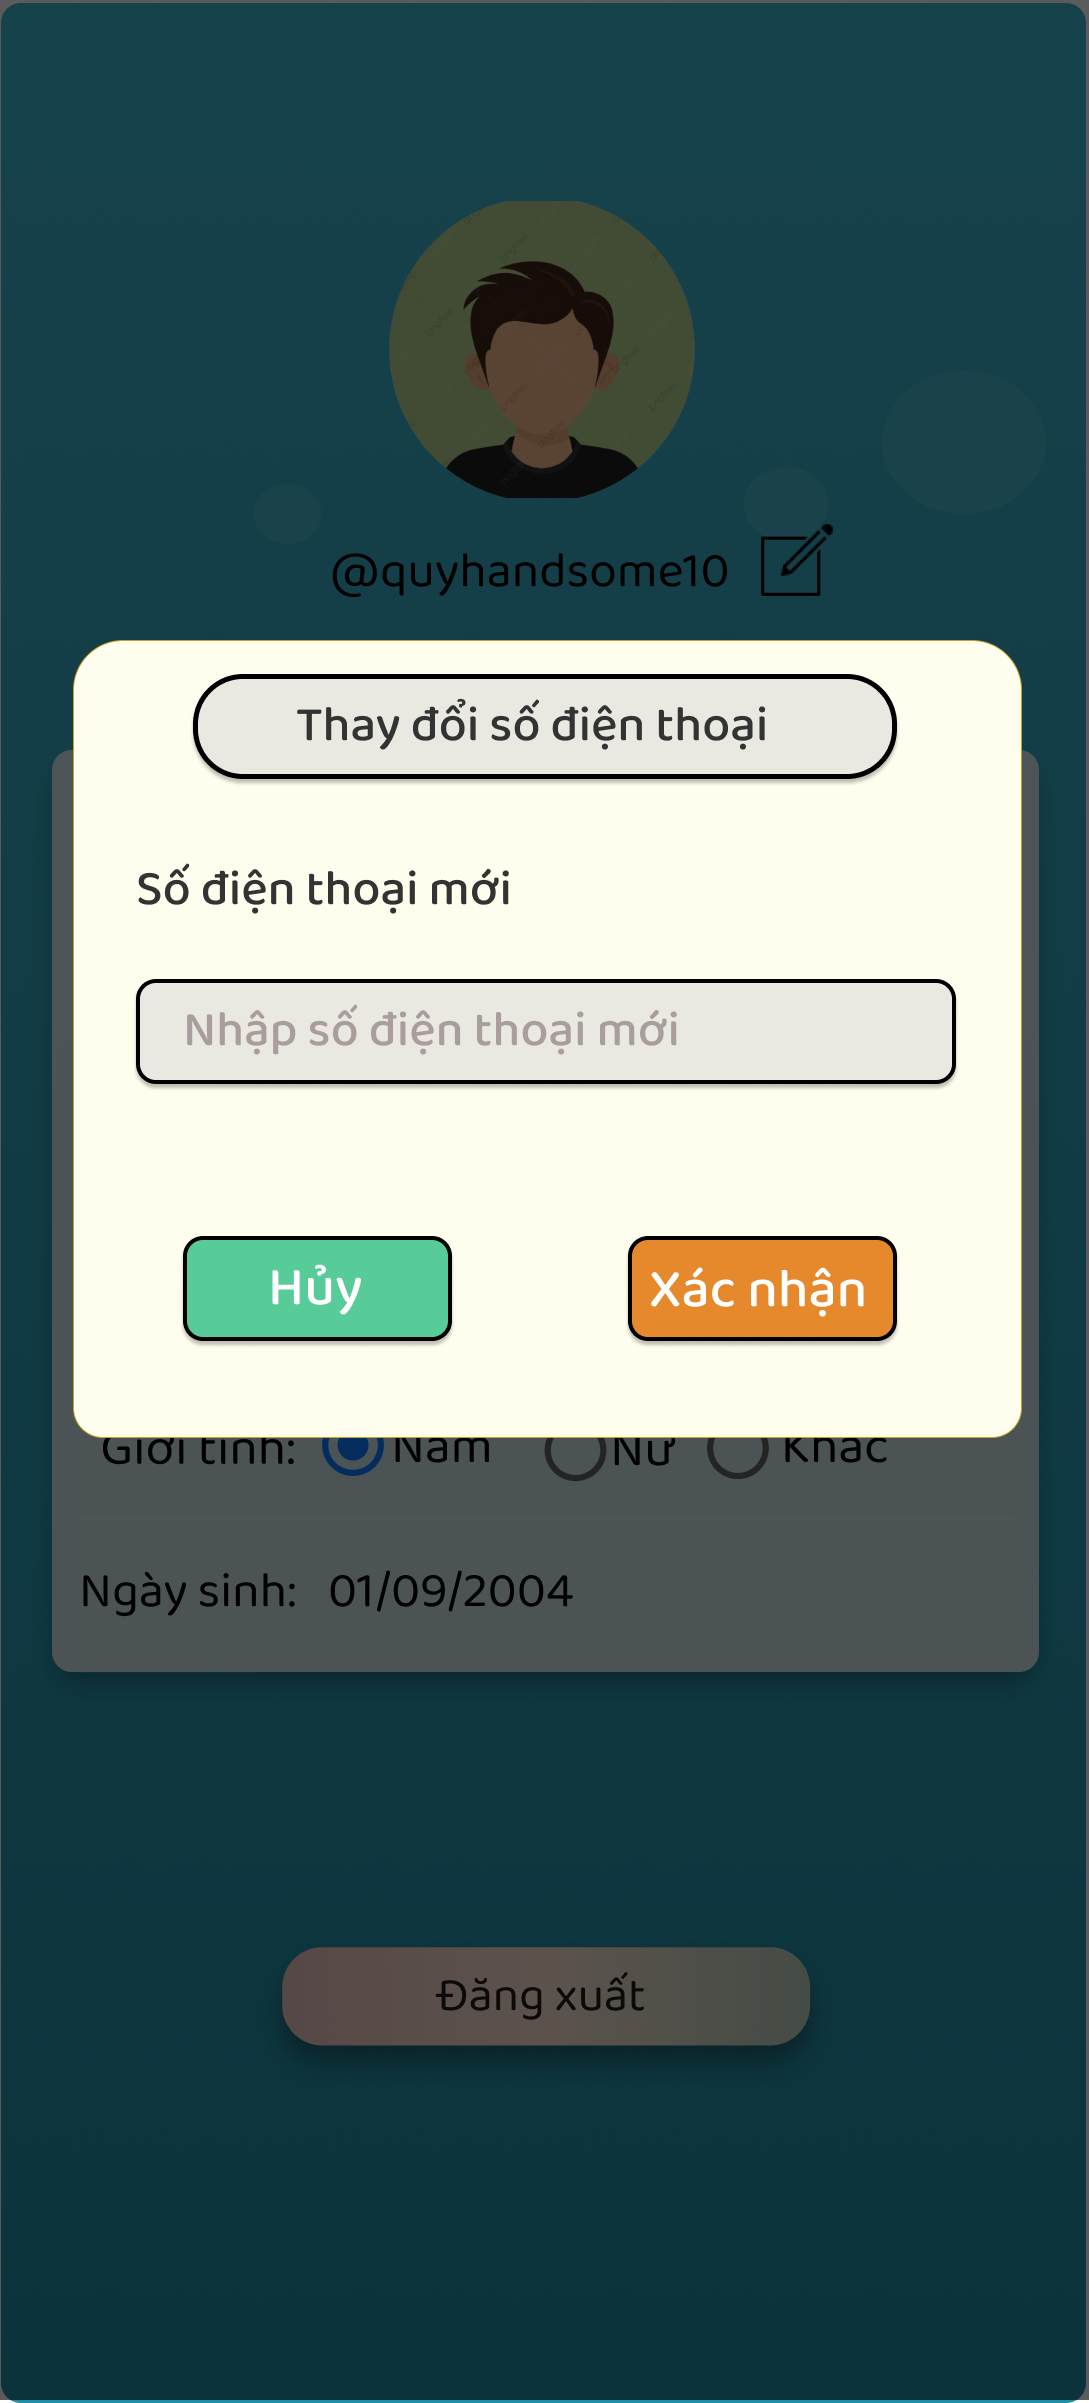 @quyhandsome10
Thay đổi số điện thoại
Số điện thoại mới
Nhập số điện thoại mới
Hủy Xác nhận
Giới tính: Nam Nữ Khác
Ngày sinh: 01/09/2004
Đăng xuất